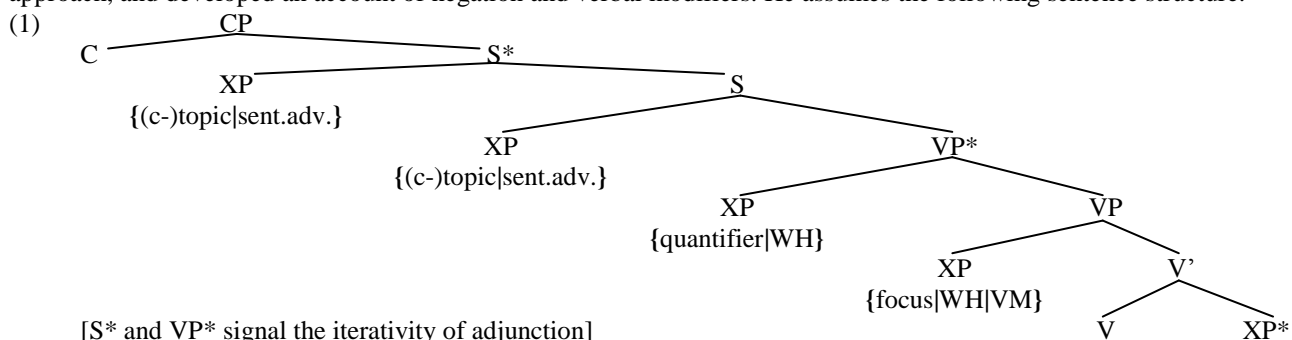 approach, and developed an account of negation and verbal modifiers. He assumes the following sentence structure.
(1) CP
C S*
XP S
{(c-)topic|sent.adv.}
XP VP*
{(c-)topic|sent.adv.}
XP VP
{quantifier|WH}
XP V’
{focus|WH|VM}
[S* and VP* signal the iterativity of adjunction] V XP*